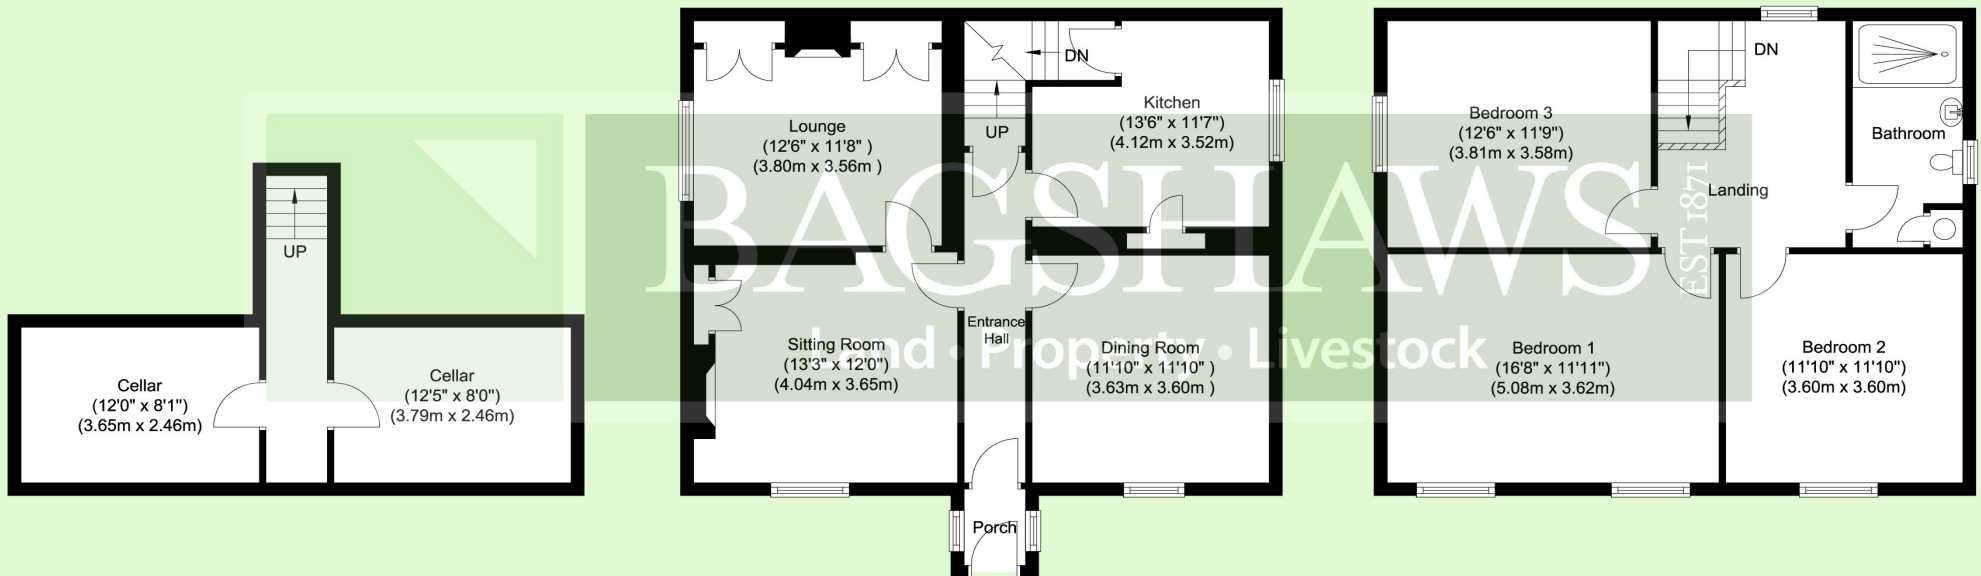 UP
Cellar
(12'0" x 8'1")
(3.65m x 2.46m)
Cellar
(12'5" x 8'0")
(3.79m x 2.46m)
Lounge
(12'6" x 11'8" )
(3.80m x 3.56m )
DN
UP
Kitchen
(13'6" x 11'7")
(4.12m x 3.52m)
Sitting Room
(13'3" x 12'0")
(4.04m x 3.65m)
Entrance
Hall
Dining Room
(11'10" x 11'10" )
(3.63m x 3.60m )
Porch
Bedroom 3
(12'6" x 11'9")
(3.81m x 3.58m)
DN
Bathroom
Landing
Bedroom 1
(16'8" x 11'11")
(5.08m x 3.62m)
Bedroom 2
(11'10" x 11'10")
(3.60m x 3.60m)
BAGSHAWS
EST 1871
Land · Property · Livestock